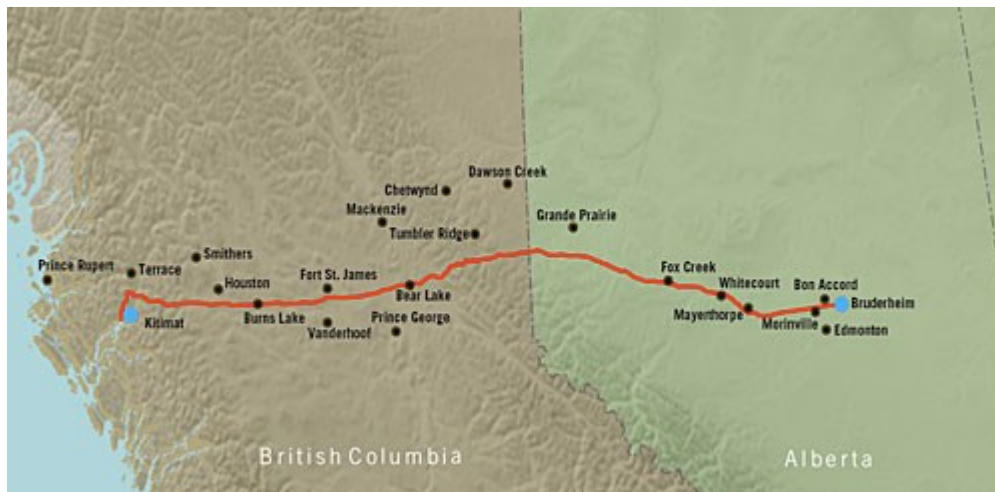 Dawson Creek
Chetwynd
Mackenzie
Grande Prairie
Tumbler Ridge
Smithers
Prince Rupert
Terrace
Fort St. James
Fox Creek
Houston
Whitecourt
Bon Accord
Bear Lake
Bruderheim
Burns Lake
Prince George
Mayerthorpe
Kitimat
Morinville
Vanderhoof
Edmonton
British Columbia
Alberta